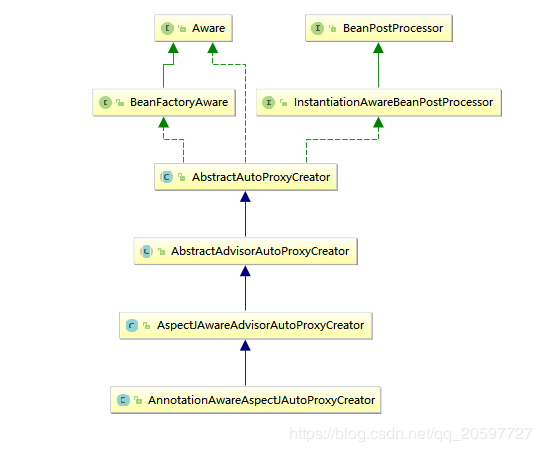 Aware
BeanPostProcessor
BeanFactoryAware
InstantiationAwareBeanPostProcessor
AbstractAutoProxyCreator
AbstractAdvisorAutoProxyCreator
AspectJAwareAdvisorAutoProxyCreator
AnnotationAwareAspectJAutoProxyCreator
https://blog.csdn.net/qq_20597727